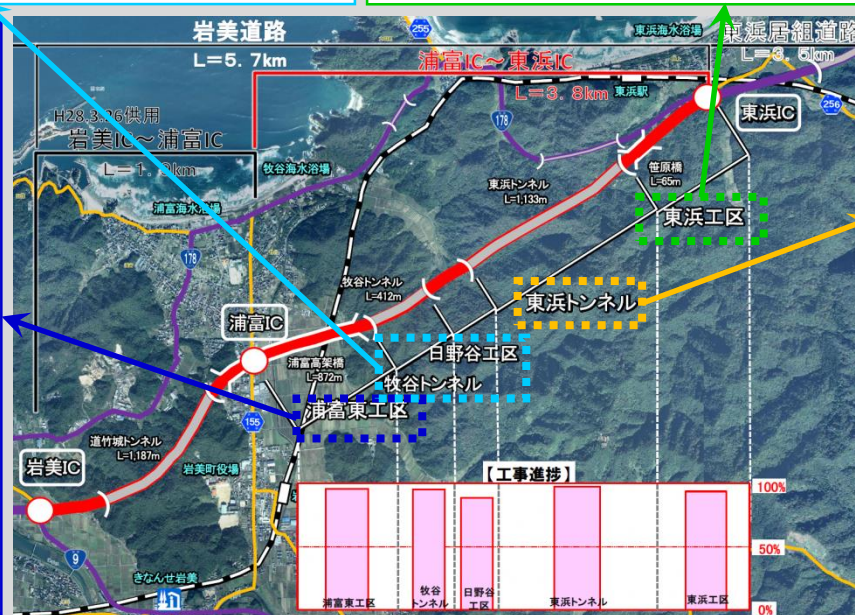 岩美道路
L=5.7km
255
東浜海水浴場
東浜居組道路
L=3.5km
浦富IC～東浜IC
L=3.8km
東浜駅
東浜IC
256
H28.3.26供用
岩美IC～浦富IC
178
牧谷海水浴場
東浜トンネル
L=1,133m
笹原橋
L=65m
東浜工区
浦富海水浴場
178
牧谷トンネル
L=412m
東浜トンネル
浦富IC
日野谷工区
浦富高架橋
L=872m
牧谷トンネル
浦富東工区
155
道竹城トンネル
L=1,187m
岩美町役場
岩美IC
9
きなんせ岩美
【工事進捗】
100%
50%
0%
浦富東工区
牧谷
トンネル
日野谷
工区
東浜トンネル
東浜工区